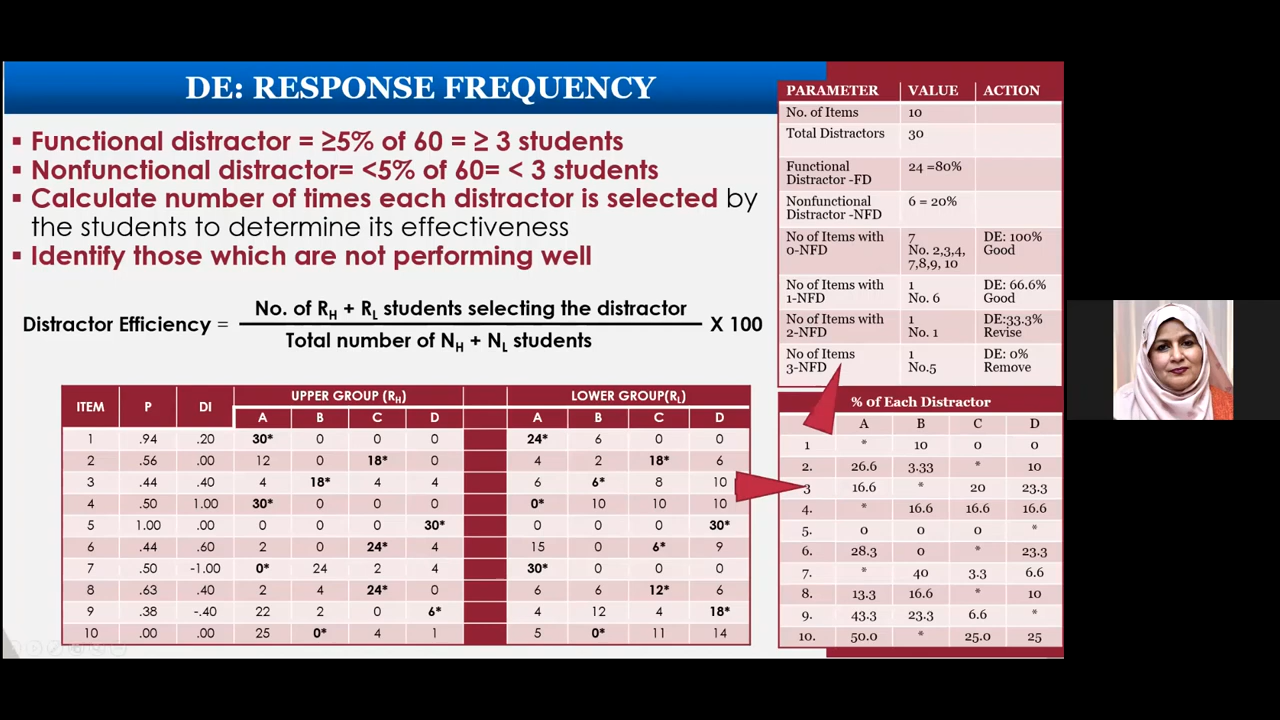 DE: RESPONSE FREQUENCY
▪ Functional distractor = ≥5% of 60 = ≥ 3 students
▪ Nonfunctional distractor= <5% of 60= < 3 students
▪ Calculate number of times each distractor is selected by
the students to determine its effectiveness
▪ Identify those which are not performing well
Distractor Efficiency = No. of RH + RL students selecting the distractor X 100
Total number of NH + NL students
ITEM P DI UPPER GROUP (RH) LOWER GROUP(RL)
A B C D A B C D
1 .94 .20 30* 0 0 0 24* 6 0 0
2 .56 .00 12 0 18* 0 4 2 18* 6
3 .44 .40 4 18* 4 4 6 6* 8 10
4 .50 1.00 30* 0 0 0 0* 10 10 10
5 1.00 .00 0 0 0 30* 0 0 0 30*
6 .44 .60 2 0 24* 4 15 0 6* 9
7 .50 -1.00 0* 24 2 4 30* 0 0 0
8 .63 .40 2 4 24* 0 6 6 12* 6
9 .38 -.40 22 2 0 6* 4 12 4 18*
10 .00 .00 25 0* 4 1 5 0* 11 14
PARAMETER VALUE ACTION
No. of Items 10
Total Distractors 30
Functional
Distractor -FD 24 =80%
Nonfunctional
Distractor -NFD 6 = 20%
No of Items with 7 DE: 100%
0-NFD No. 2,3,4, Good
7,8,9, 10
No of Items with 1 DE: 66.6%
1-NFD No. 6 Good
No of Items with 1 DE:33.3%
2-NFD No. 1 Revise
No of Items 1 DE: 0%
3-NFD No.5 Remove
% of Each Distractor
A B C D
1 * 10 0 0
2. 26.6 3.33 * 10
3 16.6 * 20 23.3
4. * 16.6 16.6 16.6
5. 0 0 0 *
6. 28.3 0 * 23.3
7. * 40 3.3 6.6
8. 13.3 16.6 * 10
9. 43.3 23.3 6.6 *
10. 50.0 * 25.0 25